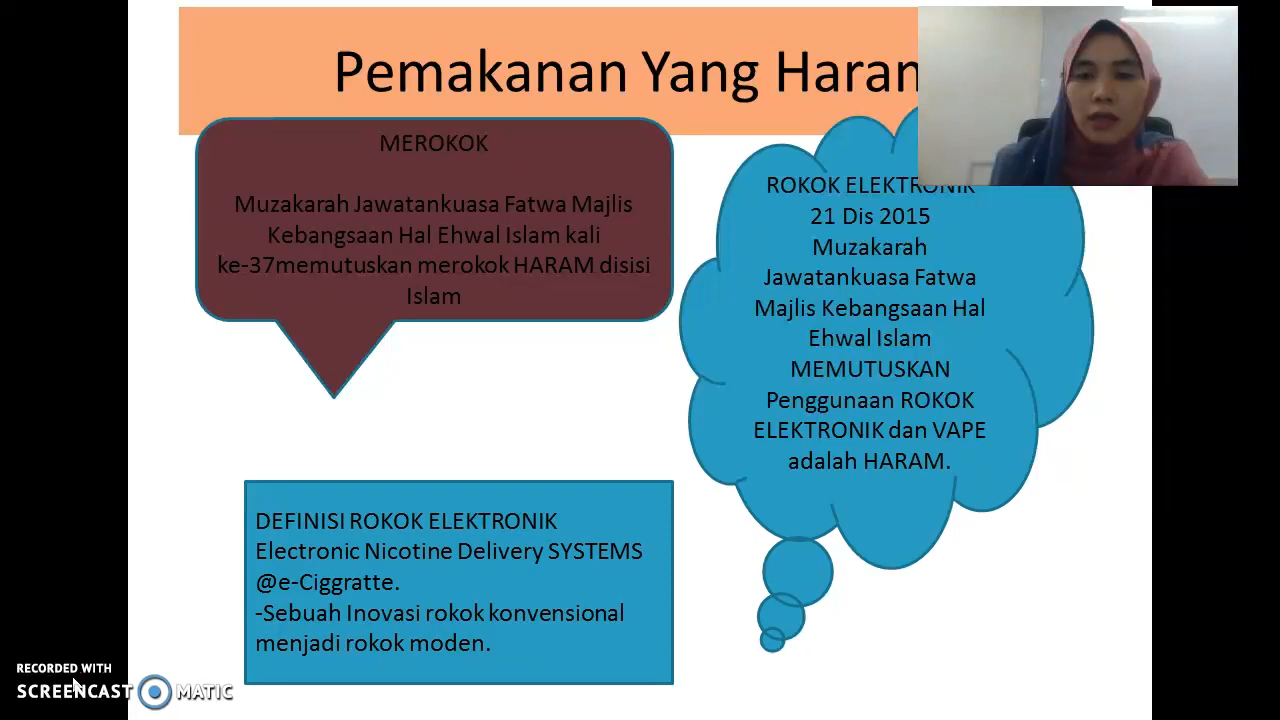 Pemakanan Yang Haram
MEROKOK
Muzakarah Jawatankuasa Fatwa Majlis
Kebangsaan Hal Ehwal Islam kali
ke-37memutuskan merokok HARAM disisi
Islam
ROKOK ELEKTRONIK
21 Dis 2015
Muzakarah
Jawatankuasa Fatwa
Majlis Kebangsaan Hal
Ehwal Islam
MEMUTUSKAN
Penggunaan ROKOK
ELEKTRONIK dan VAPE
adalah HARAM.
DEFINISI ROKOK ELEKTRONIK
Electronic Nicotine Delivery SYSTEMS
@e-Ciggratte.
-Sebuah Inovasi rokok konvensional
menjadi rokok moden.
RECORDED WITH
SCREENCAST MATIC